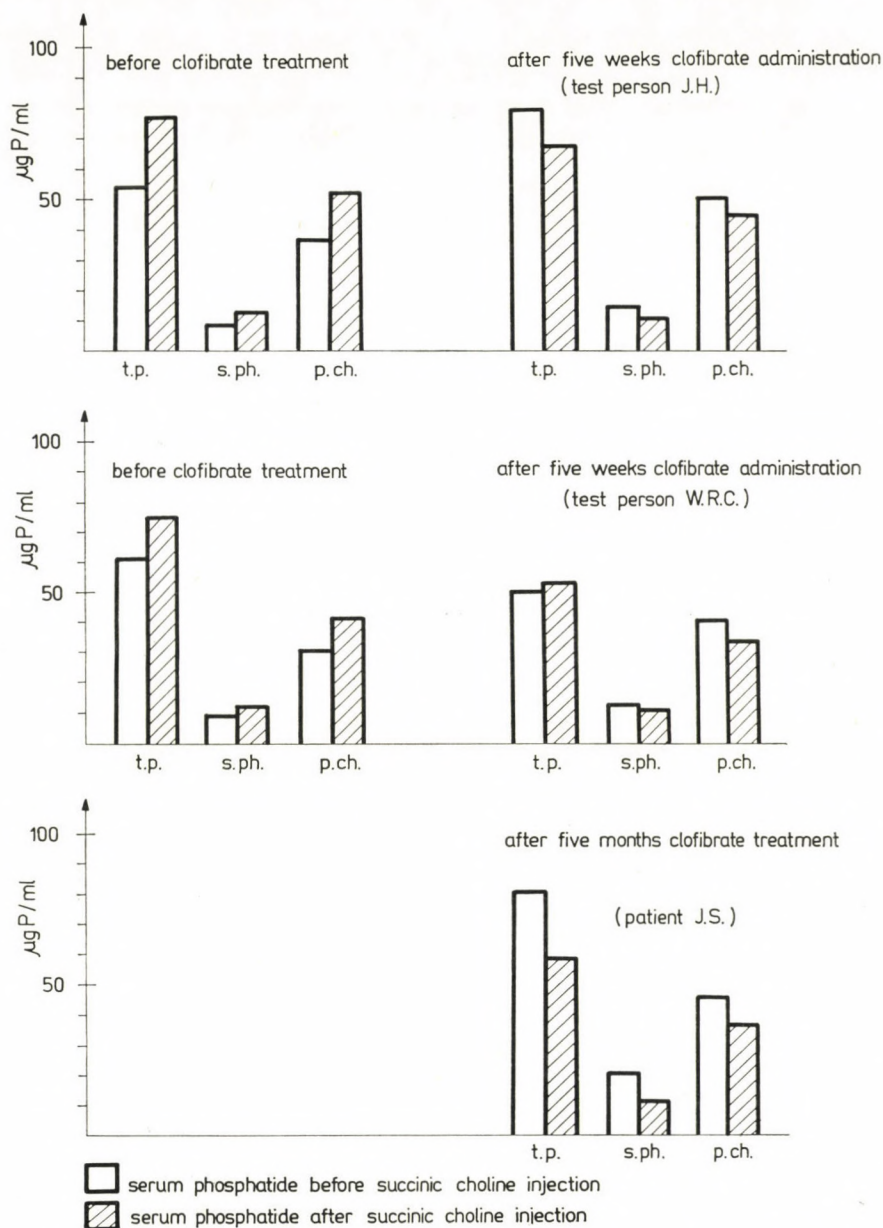 100
before clofibrate treatment
after five weeks clofibrate administration
(test person J.H.)
µg P/ml
50
t.p.
s.ph.
p.ch.
t.p.
s.ph.
p.ch.
100
before clofibrate treatment
after five weeks clofibrate administration
(test person W.R.C.)
µg P/ml
50
t.p.
s.ph.
p.ch.
t.p.
s.ph.
p.ch.
100
after five months clofibrate treatment
(patient J.S.)
µg P/ml
50
t.p.
s.ph.
p.ch.
serum phosphatide before succinic choline injection
serum phosphatide after succinic choline injection